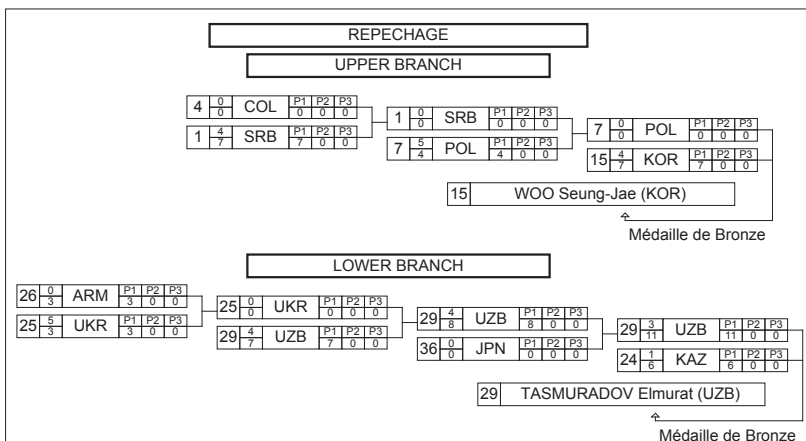 REPECHAGE
UPPER BRANCH
4 0 0 COL P1 P2 P3 0 0 0
1 4 7 SRB P1 P2 P3 7 0 0
1 0 0 SRB P1 P2 P3 0 0 0
7 5 4 POL P1 P2 P3 4 0 0
7 0 0 POL P1 P2 P3 0 0 0
15 4 7 KOR P1 P2 P3 7 0 0
15 WOO Seung-Jae (KOR)
Médaille de Bronze
LOWER BRANCH
26 0 3 ARM P1 P2 P3 3 0 0
25 5 3 UKR P1 P2 P3 3 0 0
25 0 0 UKR P1 P2 P3 0 0 0
29 4 7 UZB P1 P2 P3 7 0 0
29 4 8 UZB P1 P2 P3 8 0 0
36 0 0 JPN P1 P2 P3 0 0 0
29 3 11 UZB P1 P2 P3 11 0 0
24 1 6 KAZ P1 P2 P3 6 0 0
29 TASMURADOV Elmurat (UZB)
Médaille de Bronze